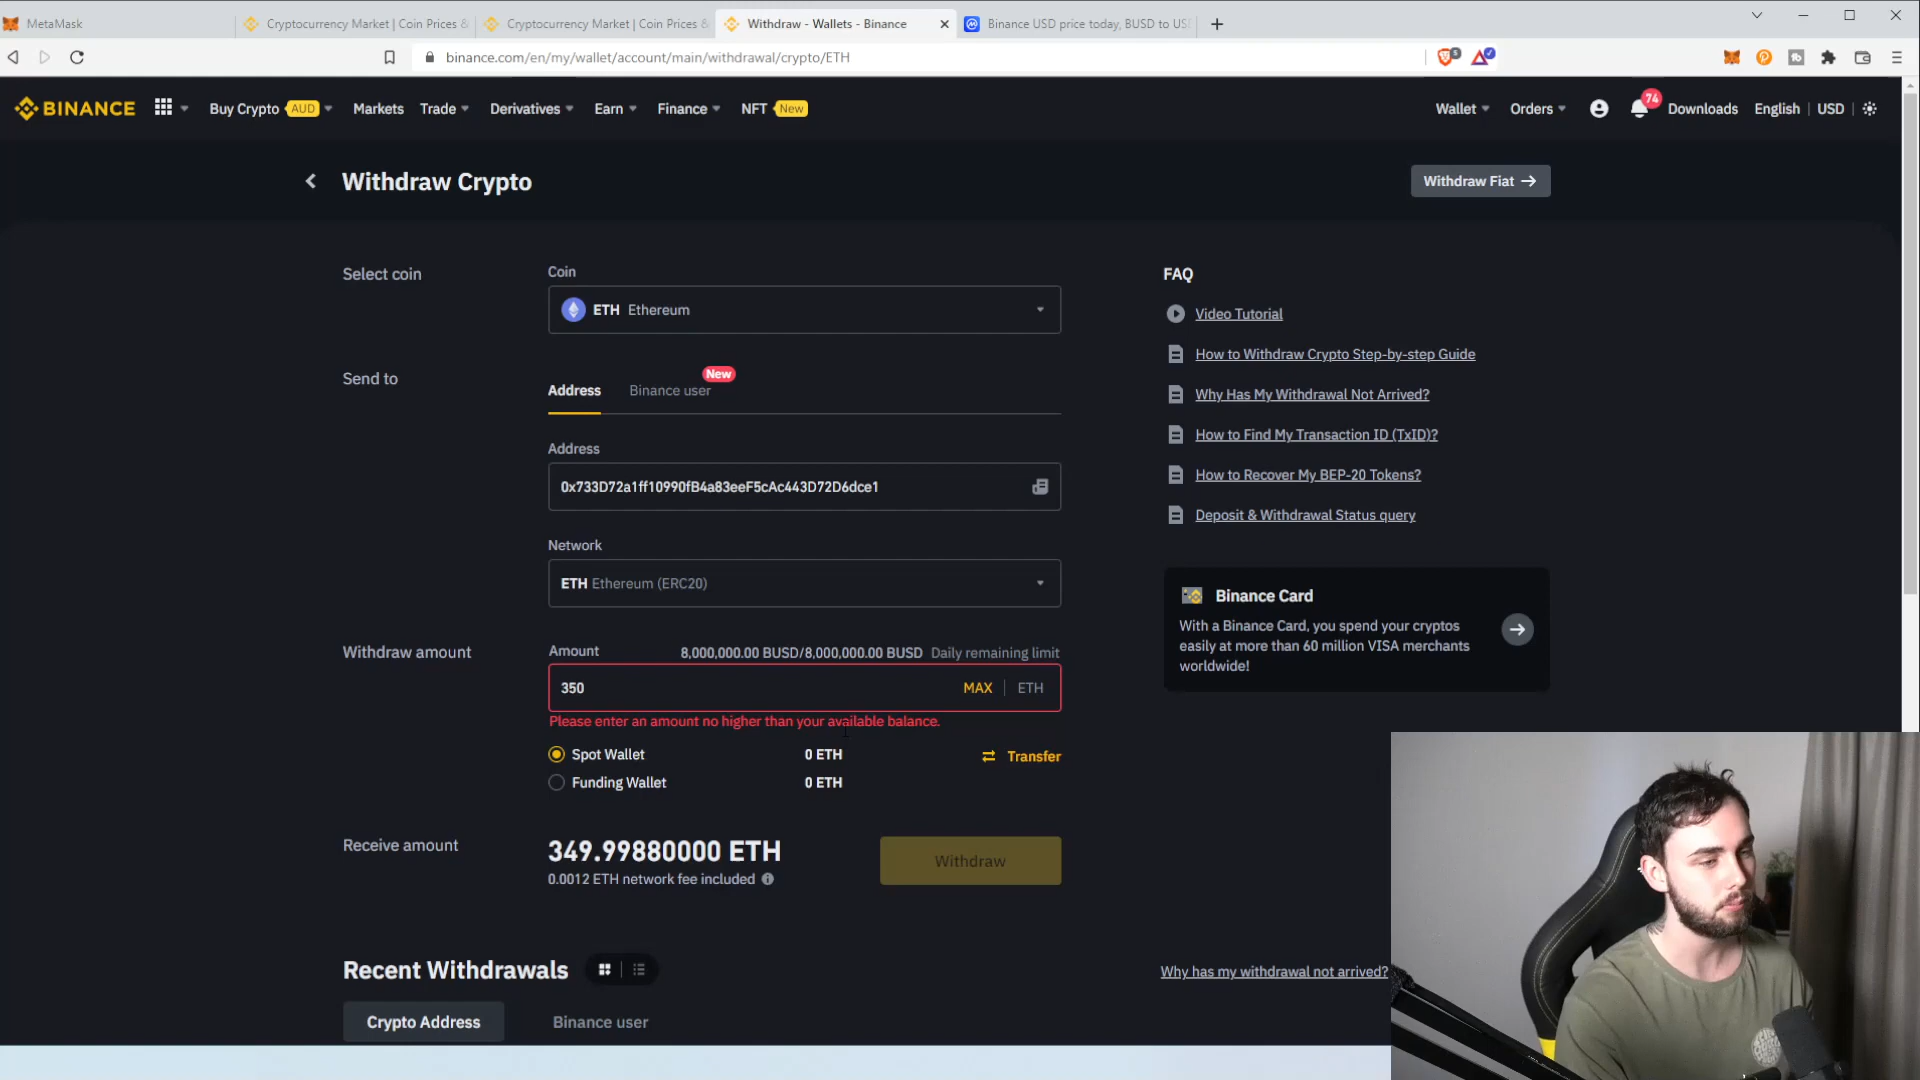 MetaMask
Cryptocurrency Market | Coin Prices &
Cryptocurrency Market | Coin Prices &
Withdraw - Wallets - Binance
Binance USD price today, BUSD to US
binance.com/en/my/wallet/account/main/withdrawal/crypto/ETH
5
BINANCE
Buy Crypto AUD
Markets
Trade
Derivatives
Earn
Finance
NFT New
Wallet
Orders
74
Downloads
English | USD
Withdraw Crypto
Withdraw Fiat →
Select coin
Coin
ETH Ethereum
Send to
Address
Binance user
New
Address
0x733D72a1ff10990fB4a83eeF5cAc443D72D6dce1
Network
ETH Ethereum (ERC20)
Withdraw amount
Amount
8,000,000.00 BUSD/8,000,000.00 BUSD Daily remaining limit
350
MAX | ETH
Please enter an amount no higher than your available balance.
Spot Wallet 0 ETH
Transfer
Funding Wallet 0 ETH
Receive amount
349.99880000 ETH
0.0012 ETH network fee included
Withdraw
FAQ
Video Tutorial
How to Withdraw Crypto Step-by-step Guide
Why Has My Withdrawal Not Arrived?
How to Find My Transaction ID (TxID)?
How to Recover My BEP-20 Tokens?
Deposit & Withdrawal Status query
Binance Card
With a Binance Card, you spend your cryptos
easily at more than 60 million VISA merchants
worldwide!
Recent Withdrawals
Why has my withdrawal not arrived?
Crypto Address
Binance user